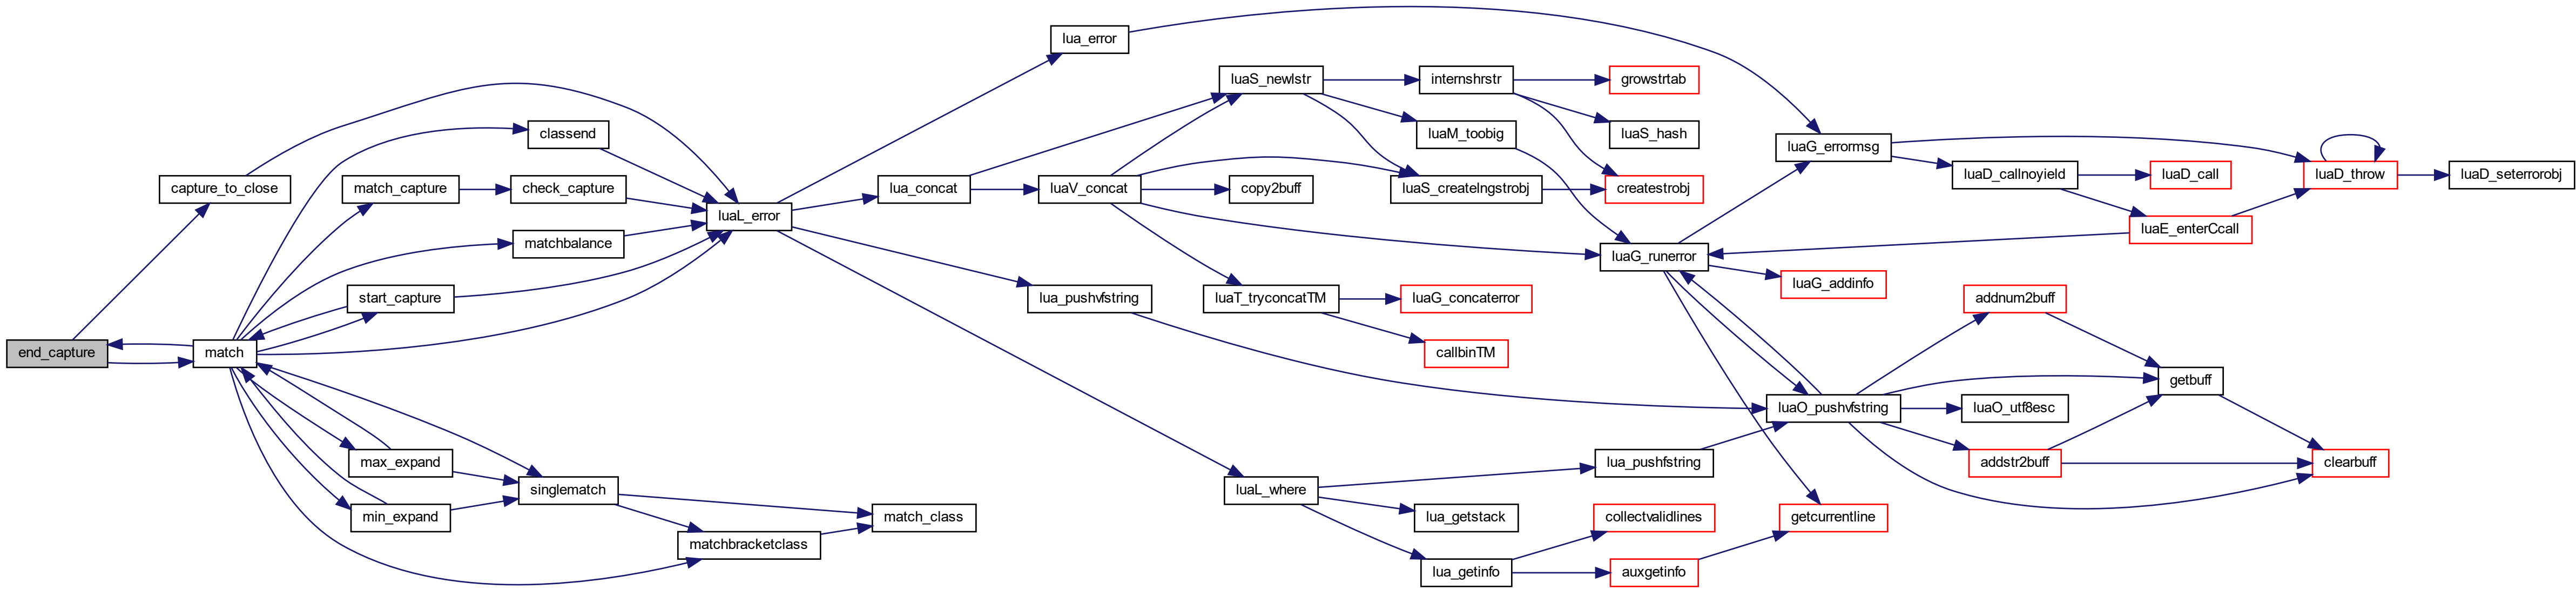 end_capture
capture_to_close
match
classend
match_capture
check_capture
matchbalance
start_capture
max_expand
min_expand
singlematch
matchbracketclass
match_class
luaL_error
lua_error
lua_concat
lua_pushvfstring
luaL_where
luaV_concat
luaS_newlstr
copy2buff
luaT_tryconcatTM
internshrstr
luaM_toobig
luaS_createlngstrobj
growstrtab
luaS_hash
createstrobj
luaG_concaterror
callbinTM
lua_pushfstring
lua_getstack
lua_getinfo
collectvalidlines
auxgetinfo
luaG_runerror
luaG_errormsg
luaG_addinfo
luaO_pushvfstring
getcurrentline
luaD_callnoyield
luaD_call
luaE_enterCcall
luaD_throw
luaD_seterrorobj
addnum2buff
luaO_utf8esc
addstr2buff
getbuff
clearbuff